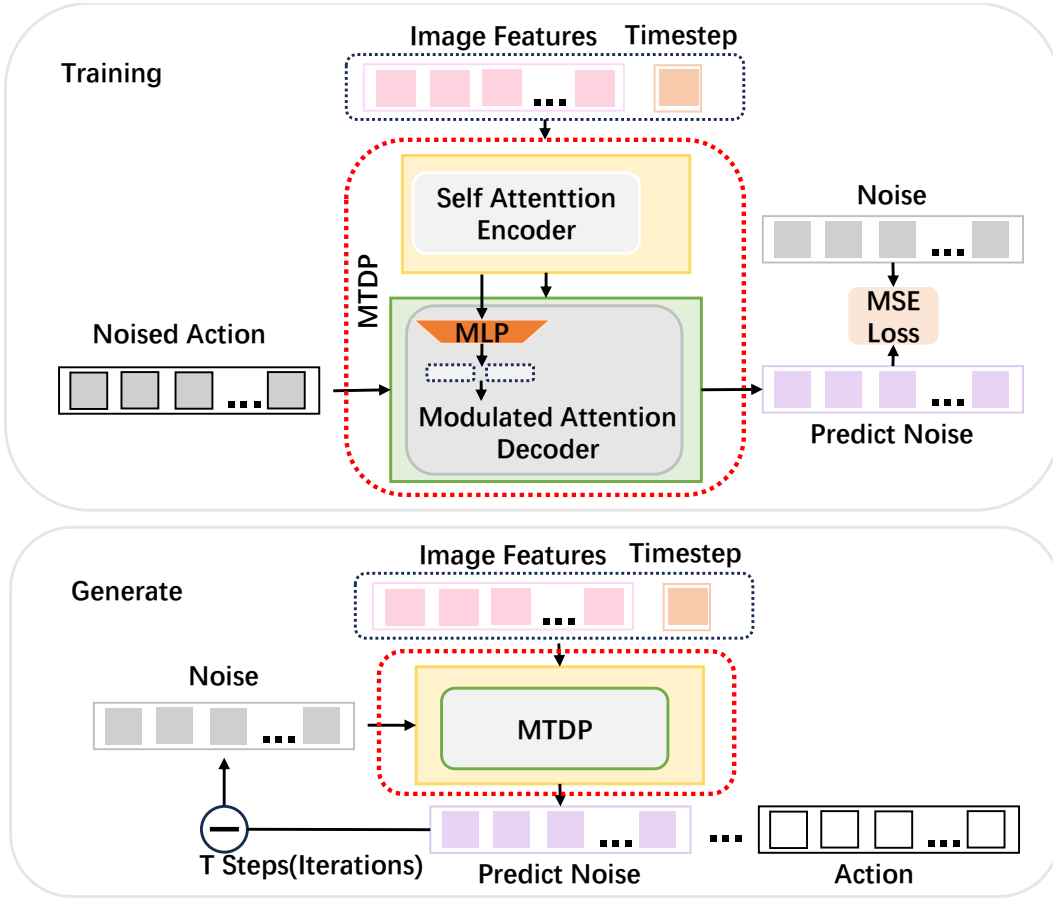 Image Features
Timestep
Training
Self Attenttion
Encoder
Noise
MTDP
MLP
MSE
Loss
Noised Action
Modulated Attention
Decoder
Predict Noise
Image Features
Timestep
Generate
Noise
MTDP
T Steps(Iterations)
Predict Noise
Action